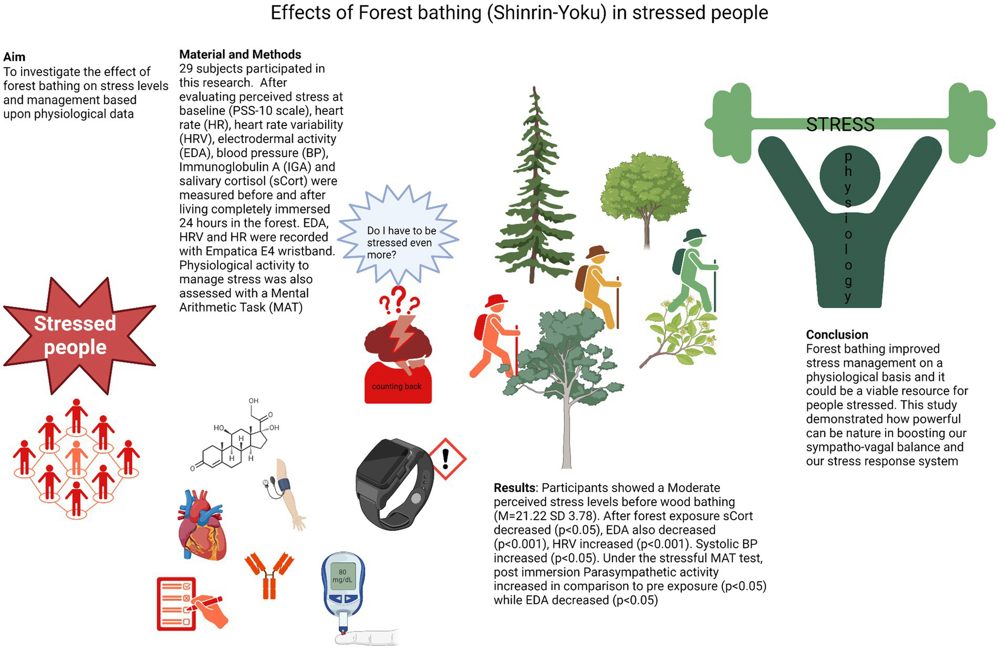 Effects of Forest bathing (Shinrin-Yoku) in stressed people
Aim
To investigate the effect of
forest bathing on stress levels
and management based
upon physiological data
Material and Methods
29 subjects participated in
this research.  After
evaluating perceived stress at
baseline (PSS-10 scale), heart
rate (HR), heart rate variability
(HRV), electrodermal activity
(EDA), blood pressure (BP),
Immunoglobulin A (IGA) and
salivary cortisol (sCort) were
measured before and after
living completely immersed
24 hours in the forest. EDA,
HRV and HR were recorded
with Empatica E4 wristband.
Physiological activity to
manage stress was also
assessed with a Mental
Arithmetic Task (MAT)
Stressed
people
Do I have to be
stressed even
more?
???
counting back
OH
O
HO
OH
H
H
H
O
!
80
mg/dL
STRESS
p
h
y
s
i
o
l
o
g
y
Results: Participants showed a Moderate
perceived stress levels before wood bathing
(M=21.22 SD 3.78). After forest exposure sCort
decreased (p<0.05), EDA also decreased
(p<0.001), HRV increased (p<0.001). Systolic BP
increased (p<0.05). Under the stressful MAT test,
post immersion Parasympathetic activity
increased in comparison to pre exposure (p<0.05)
while EDA decreased (p<0.05)
Conclusion
Forest bathing improved
stress management on a
physiological basis and it
could be a viable resource for
people stressed. This study
demonstrated how powerful
can be nature in boosting our
sympatho-vagal balance and
our stress response system